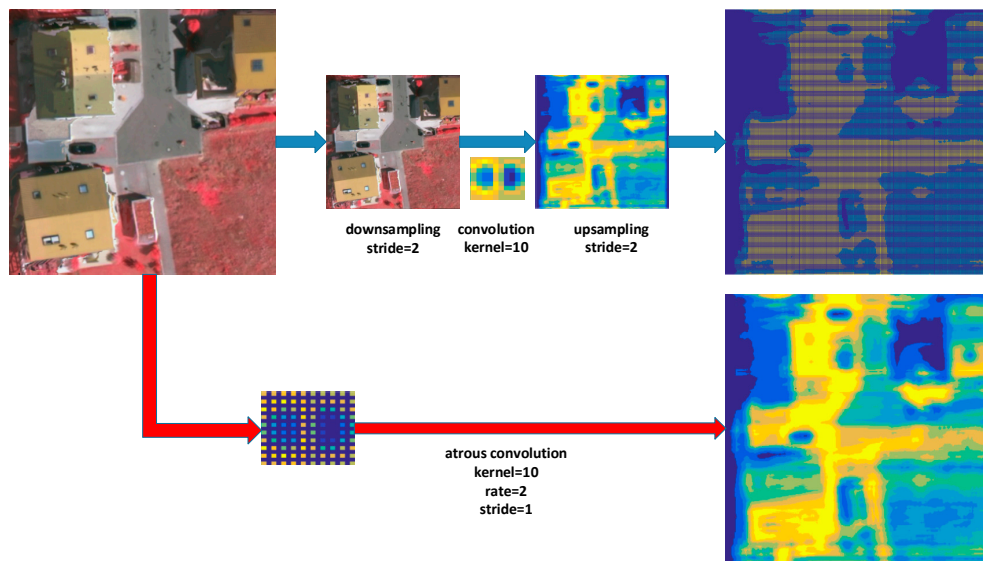 downsampling
stride=2
convolution
kernel=10
upsampling
stride=2
atrous convolution
kernel=10
rate=2
stride=1